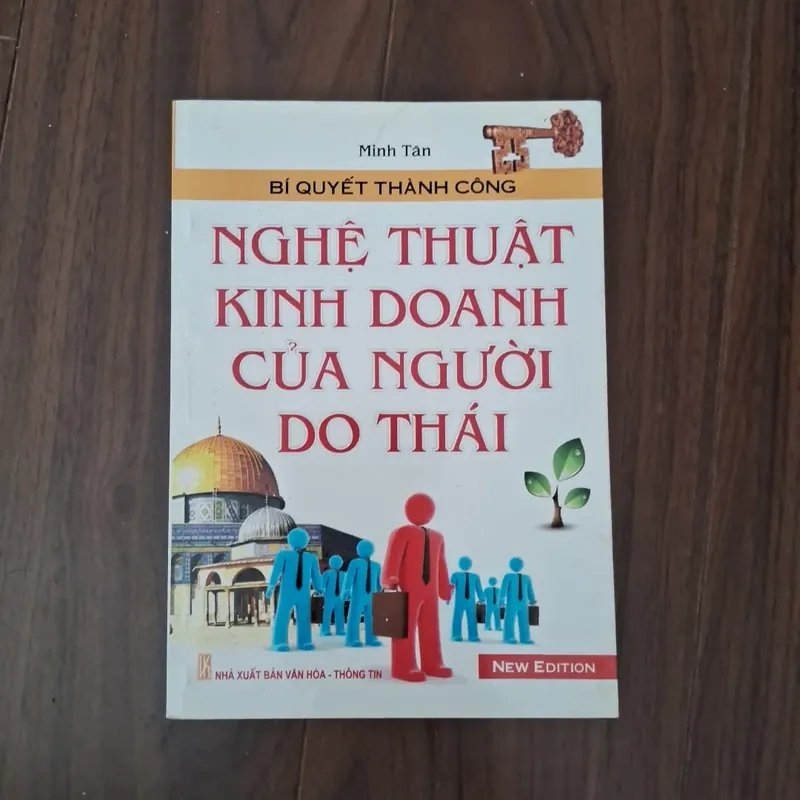 Minh Tân
BÍ QUYẾT THÀNH CÔNG
NGHỆ THUẬT
KINH DOANH
CỦA NGƯỜI
DO THÁI
NEW EDITION
NHÀ XUẤT BẢN VĂN HÓA - THÔNG TIN